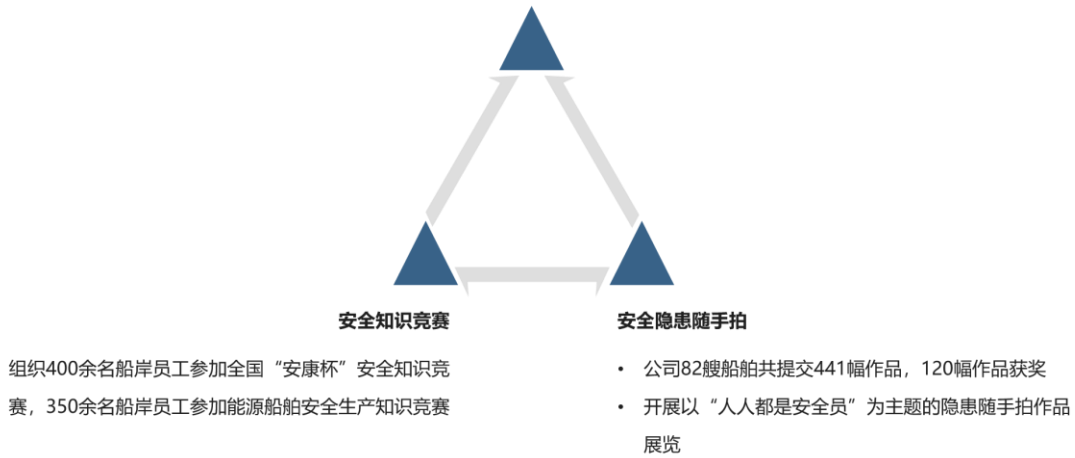 安全知识竞赛
组织400余名船岸员工参加全国“安康杯”安全知识竞
赛，350余名船岸员工参加能源船舶安全生产知识竞赛
安全隐患随手拍
• 公司82艘船舶共提交441幅作品，120幅作品获奖
• 开展以“人人都是安全员”为主题的隐患随手拍作品
展览